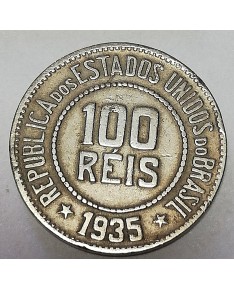 REPUBLICA DOS ESTADOS UNIDOS DO BRASIL
100
RÉIS
1935